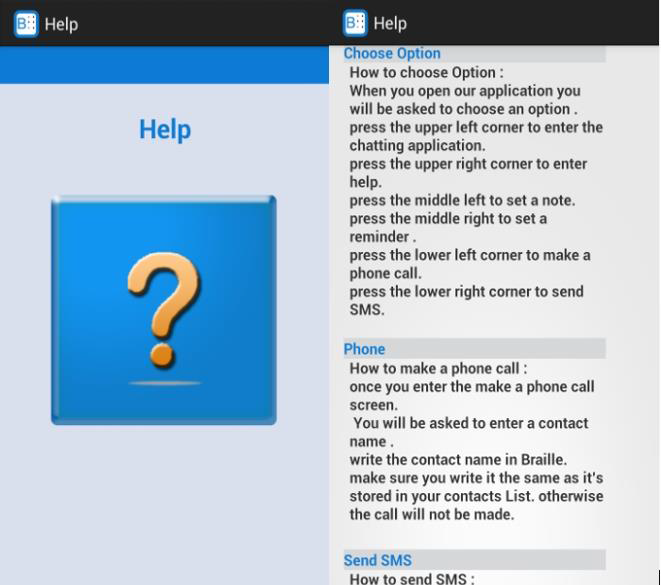 B Help
Help
?
B Help
Choose Option
How to choose Option :
When you open our application you
will be asked to choose an option .
press the upper left corner to enter the
chatting application.
press the upper right corner to enter
help.
press the middle left to set a note.
press the middle right to set a
reminder .
press the lower left corner to make a
phone call.
press the lower right corner to send
SMS.
Phone
How to make a phone call :
once you enter the make a phone call
screen.
You will be asked to enter a contact
name .
write the contact name in Braille.
make sure you write it the same as it's
stored in your contacts List. otherwise
the call will not be made.
Send SMS
How to send SMS :